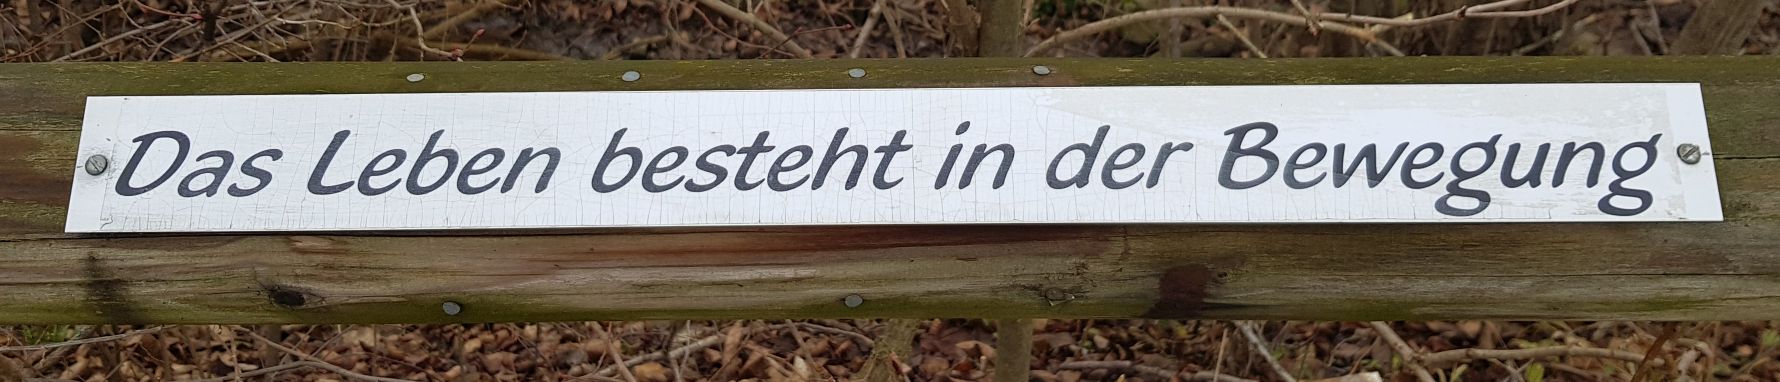 Das Leben besteht in der Bewegung